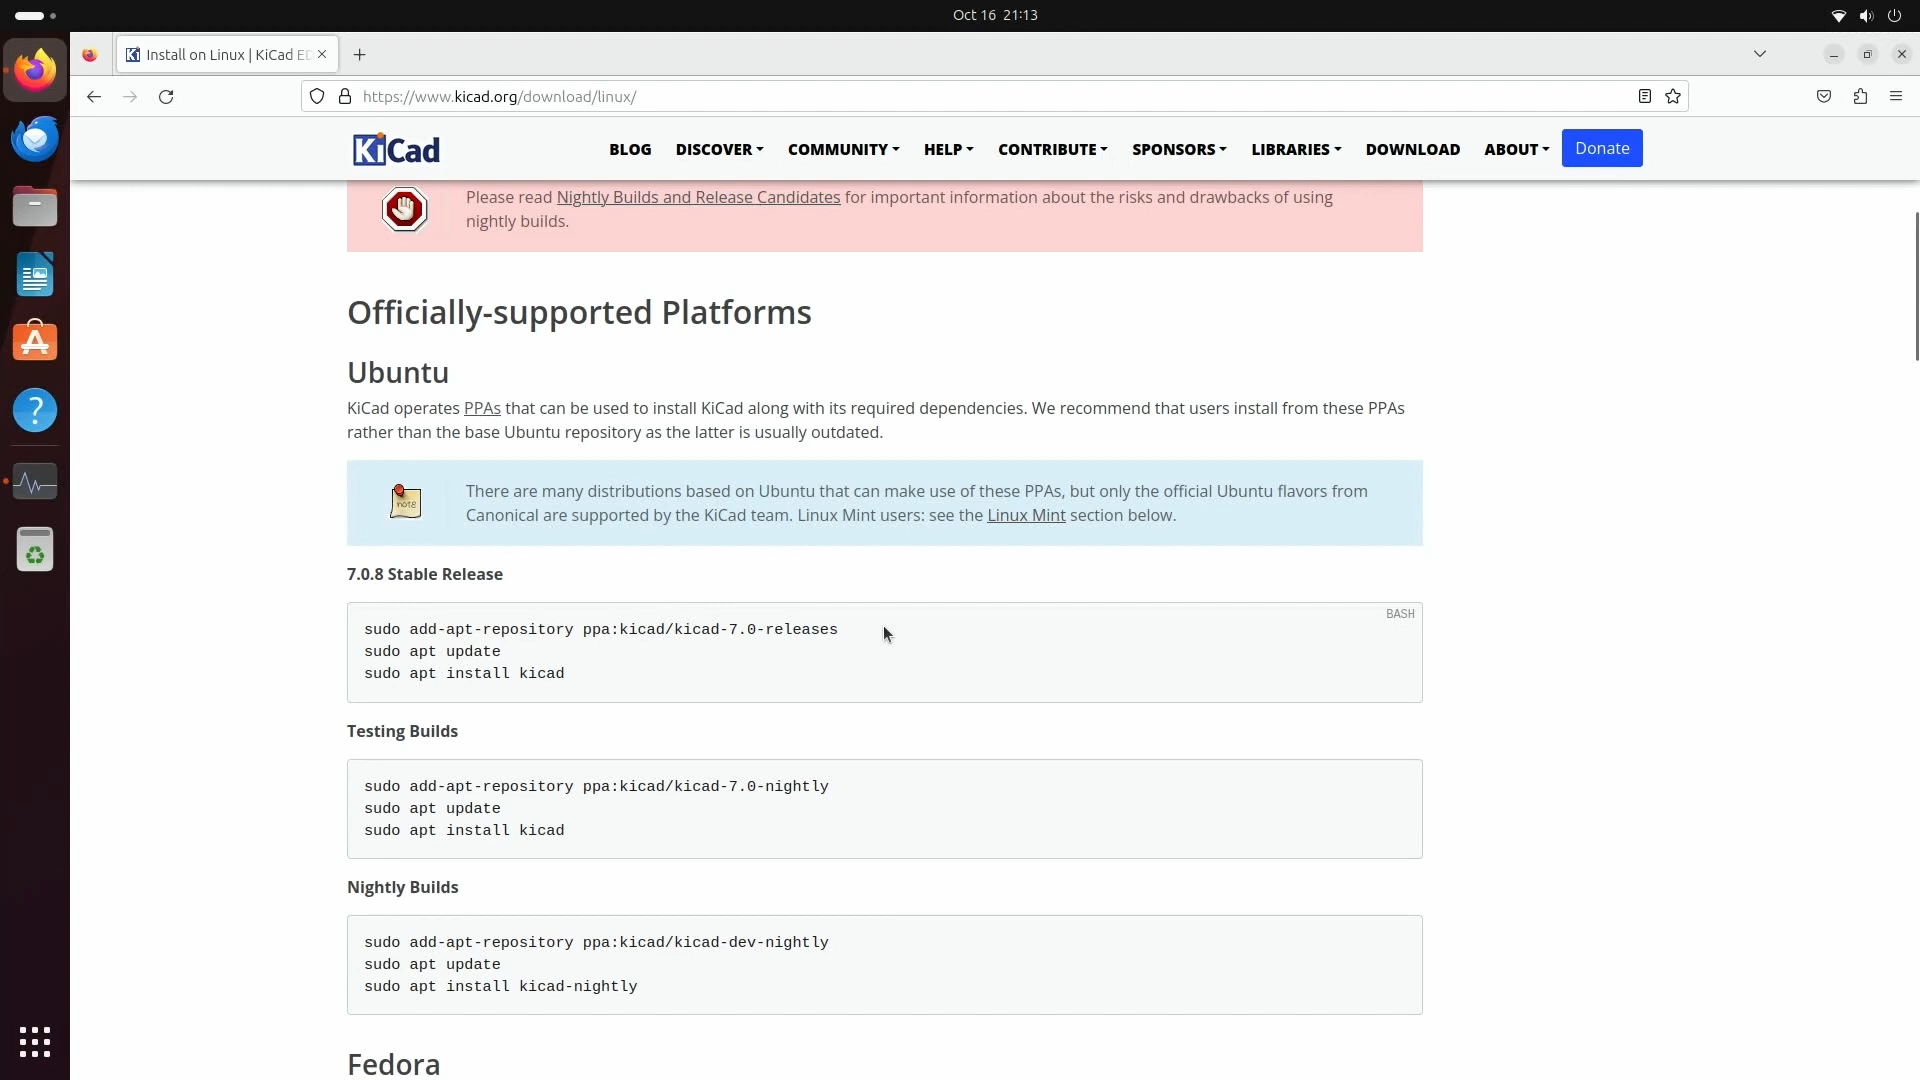 Oct 16 21:13
Install on Linux | KiCad ED
https://www.kicad.org/download/linux/
KiCad
BLOG DISCOVER COMMUNITY HELP CONTRIBUTE SPONSORS LIBRARIES DOWNLOAD ABOUT Donate
Please read Nightly Builds and Release Candidates for important information about the risks and drawbacks of using
nightly builds.
Officially-supported Platforms
Ubuntu
KiCad operates PPAs that can be used to install KiCad along with its required dependencies. We recommend that users install from these PPAs
rather than the base Ubuntu repository as the latter is usually outdated.
note
There are many distributions based on Ubuntu that can make use of these PPAs, but only the official Ubuntu flavors from
Canonical are supported by the KiCad team. Linux Mint users: see the Linux Mint section below.
7.0.8 Stable Release
BASH
sudo add-apt-repository ppa:kicad/kicad-7.0-releases
sudo apt update
sudo apt install kicad
Testing Builds
sudo add-apt-repository ppa:kicad/kicad-7.0-nightly
sudo apt update
sudo apt install kicad
Nightly Builds
sudo add-apt-repository ppa:kicad/kicad-dev-nightly
sudo apt update
sudo apt install kicad-nightly
Fedora